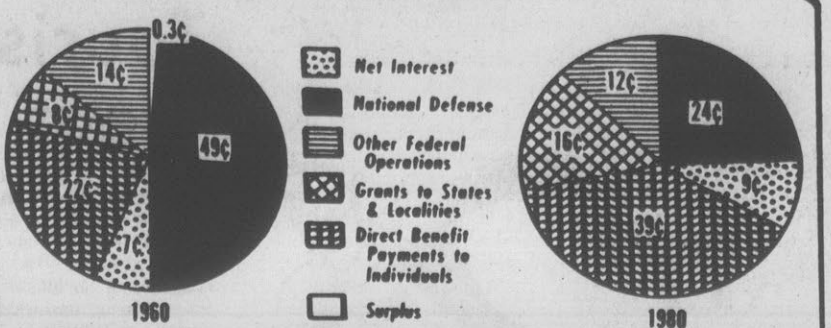 0.3¢
14¢
8¢
49¢
22¢
7¢
1960
Net Interest
National Defense
Other Federal
Operations
Grants to States
& Localities
Direct Benefit
Payments to
Individuals
Surplus
12¢
24¢
16¢
9¢
39¢
1980